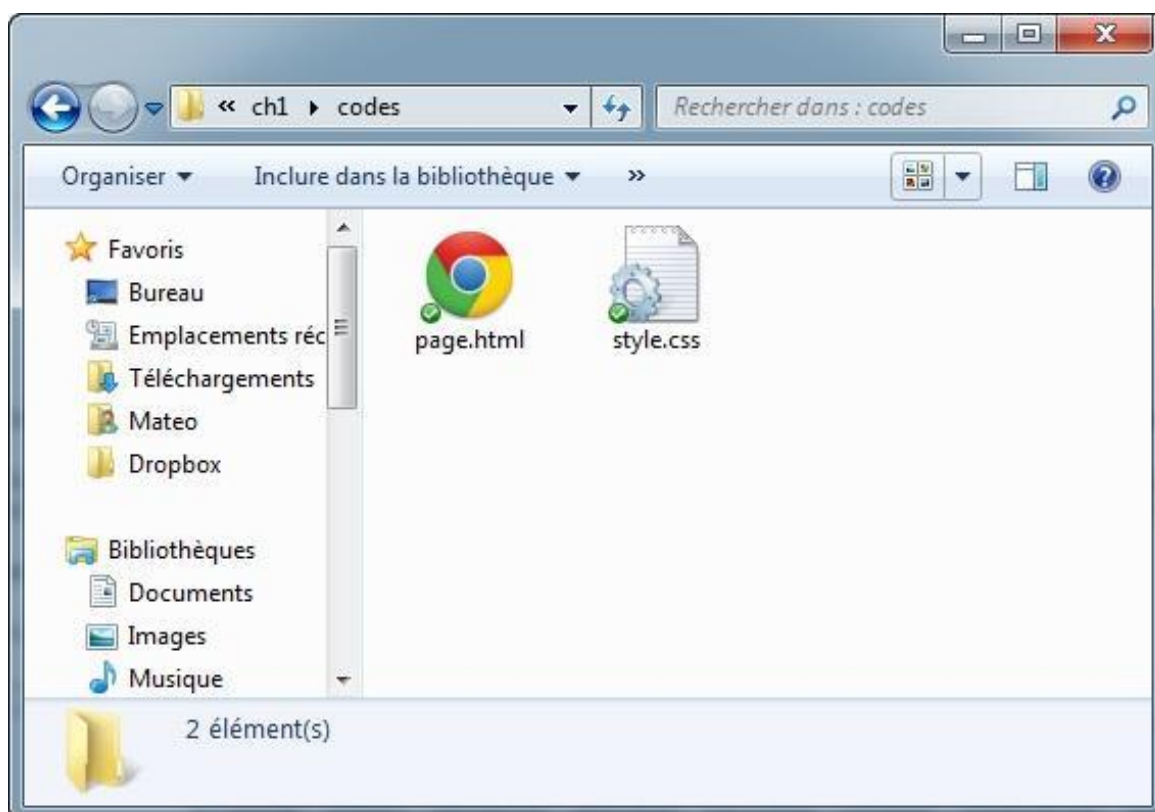 « ch1 codes
Rechercher dans : codes
Organiser Inclure dans la bibliothèque »
Favoris
Bureau
Emplacements réc
Téléchargements
Mateo
Dropbox
page.html style.css
Bibliothèques
Documents
Images
Musique
2 élément(s)